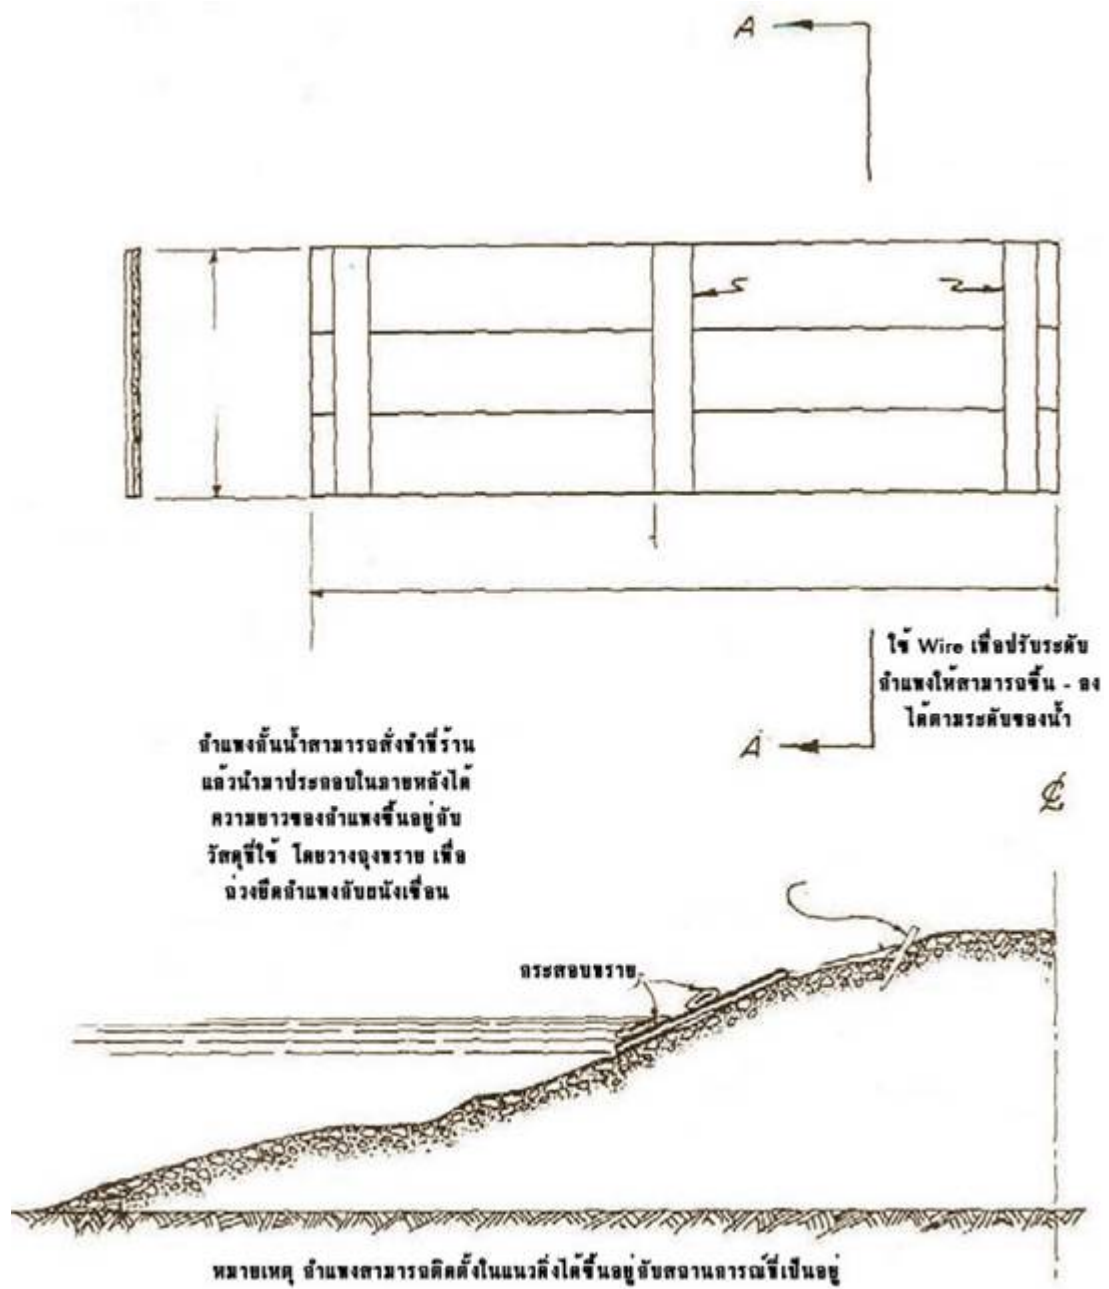 A
ใช้ Wire เพื่อปรับระดับ
กำแพงให้สามารถขึ้น - ลง
ได้ตามระดับของน้ำ
A
กำแพงกั้นน้ำสามารถสั่งทำที่ร้าน
แล้วนำมาประกอบในภายหลังได้
ความยาวของกำแพงขึ้นอยู่กับ
วัสดุที่ใช้ โดยวางถุงทราย เพื่อ
ถ่วงยึดกำแพงกับผนังเขื่อน
℄
กระสอบทราย
หมายเหตุ กำแพงสามารถติดตั้งในแนวดิ่งได้ขึ้นอยู่กับสถานการณ์ที่เป็นอยู่